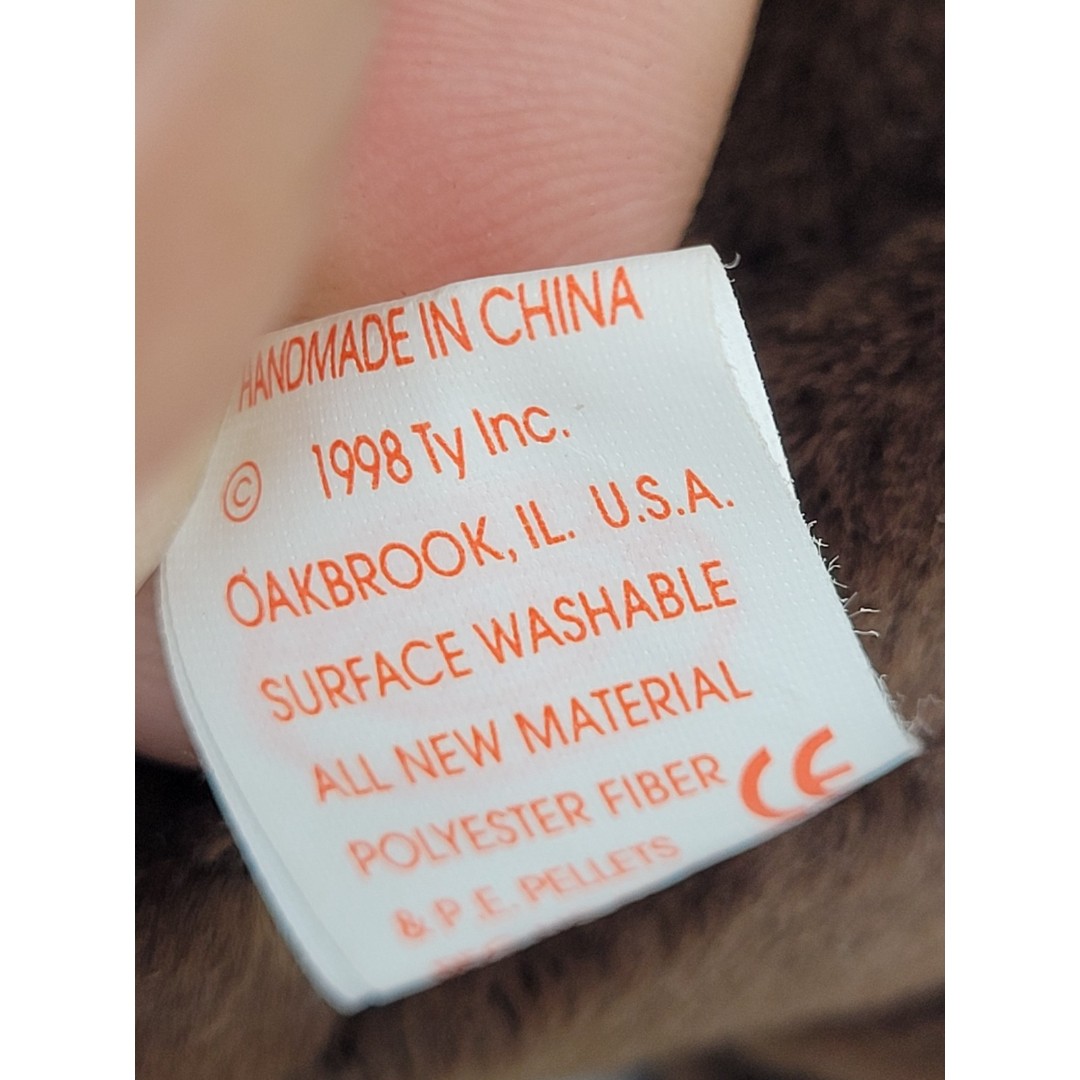 HANDMADE IN CHINA
© 1998 Ty Inc.
OAKBROOK, IL. U.S.A.
SURFACE WASHABLE
ALL NEW MATERIAL
POLYESTER FIBER CE
& P.E. PELLETS